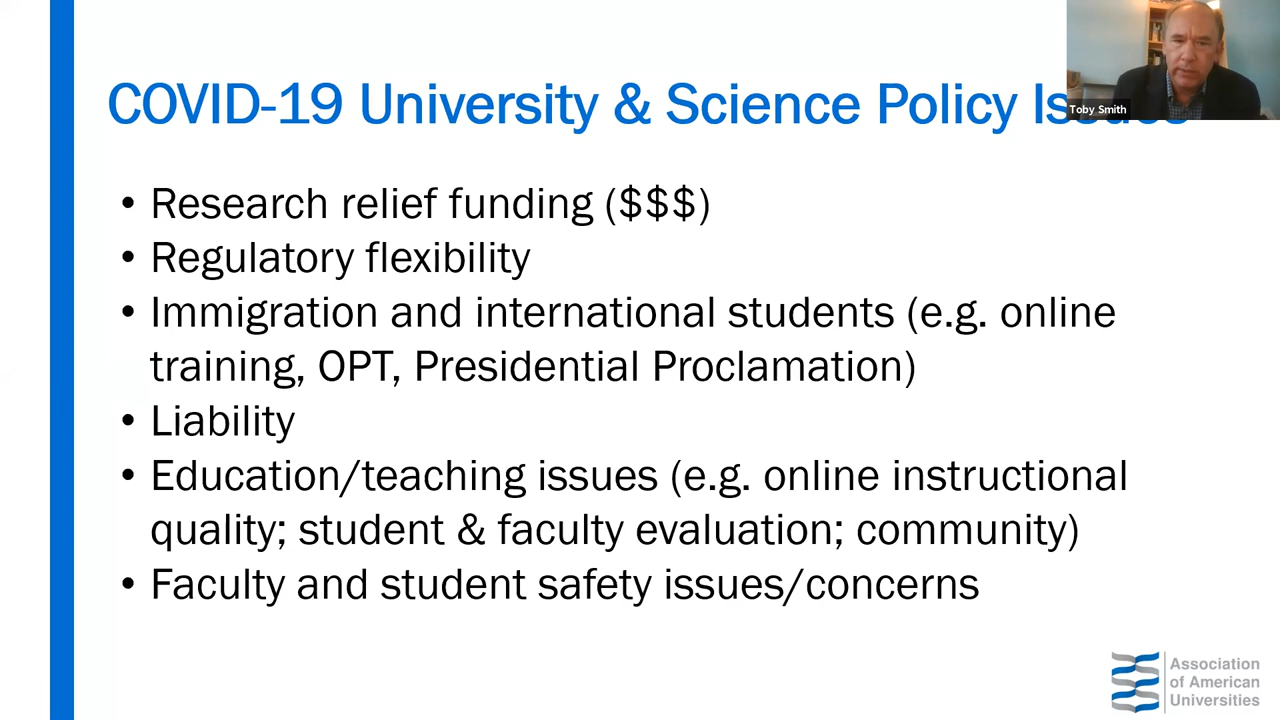 COVID-19 University & Science Policy Issues
Toby Smith
• Research relief funding ($$$)
• Regulatory flexibility
• Immigration and international students (e.g. online
training, OPT, Presidential Proclamation)
• Liability
• Education/teaching issues (e.g. online instructional
quality; student & faculty evaluation; community)
• Faculty and student safety issues/concerns
Association
of American
Universities